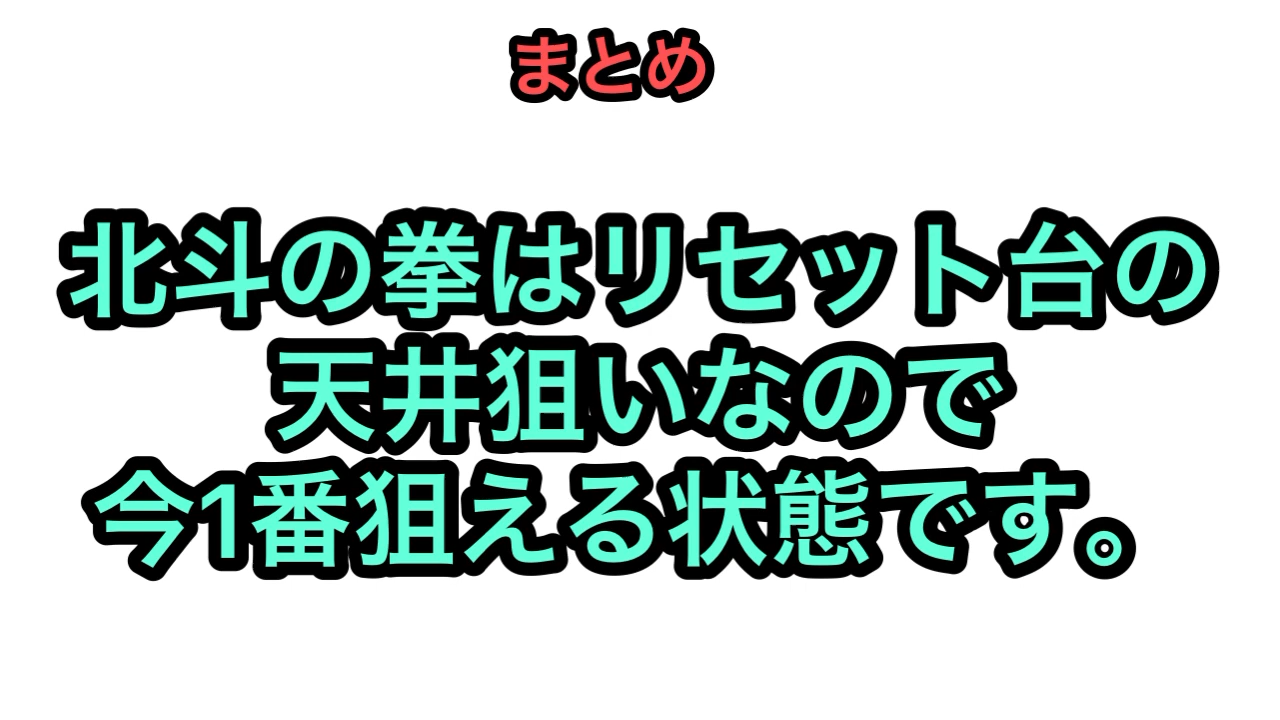 まとめ
北斗の拳はリセット台の
天井狙いなので
今1番狙える状態です。